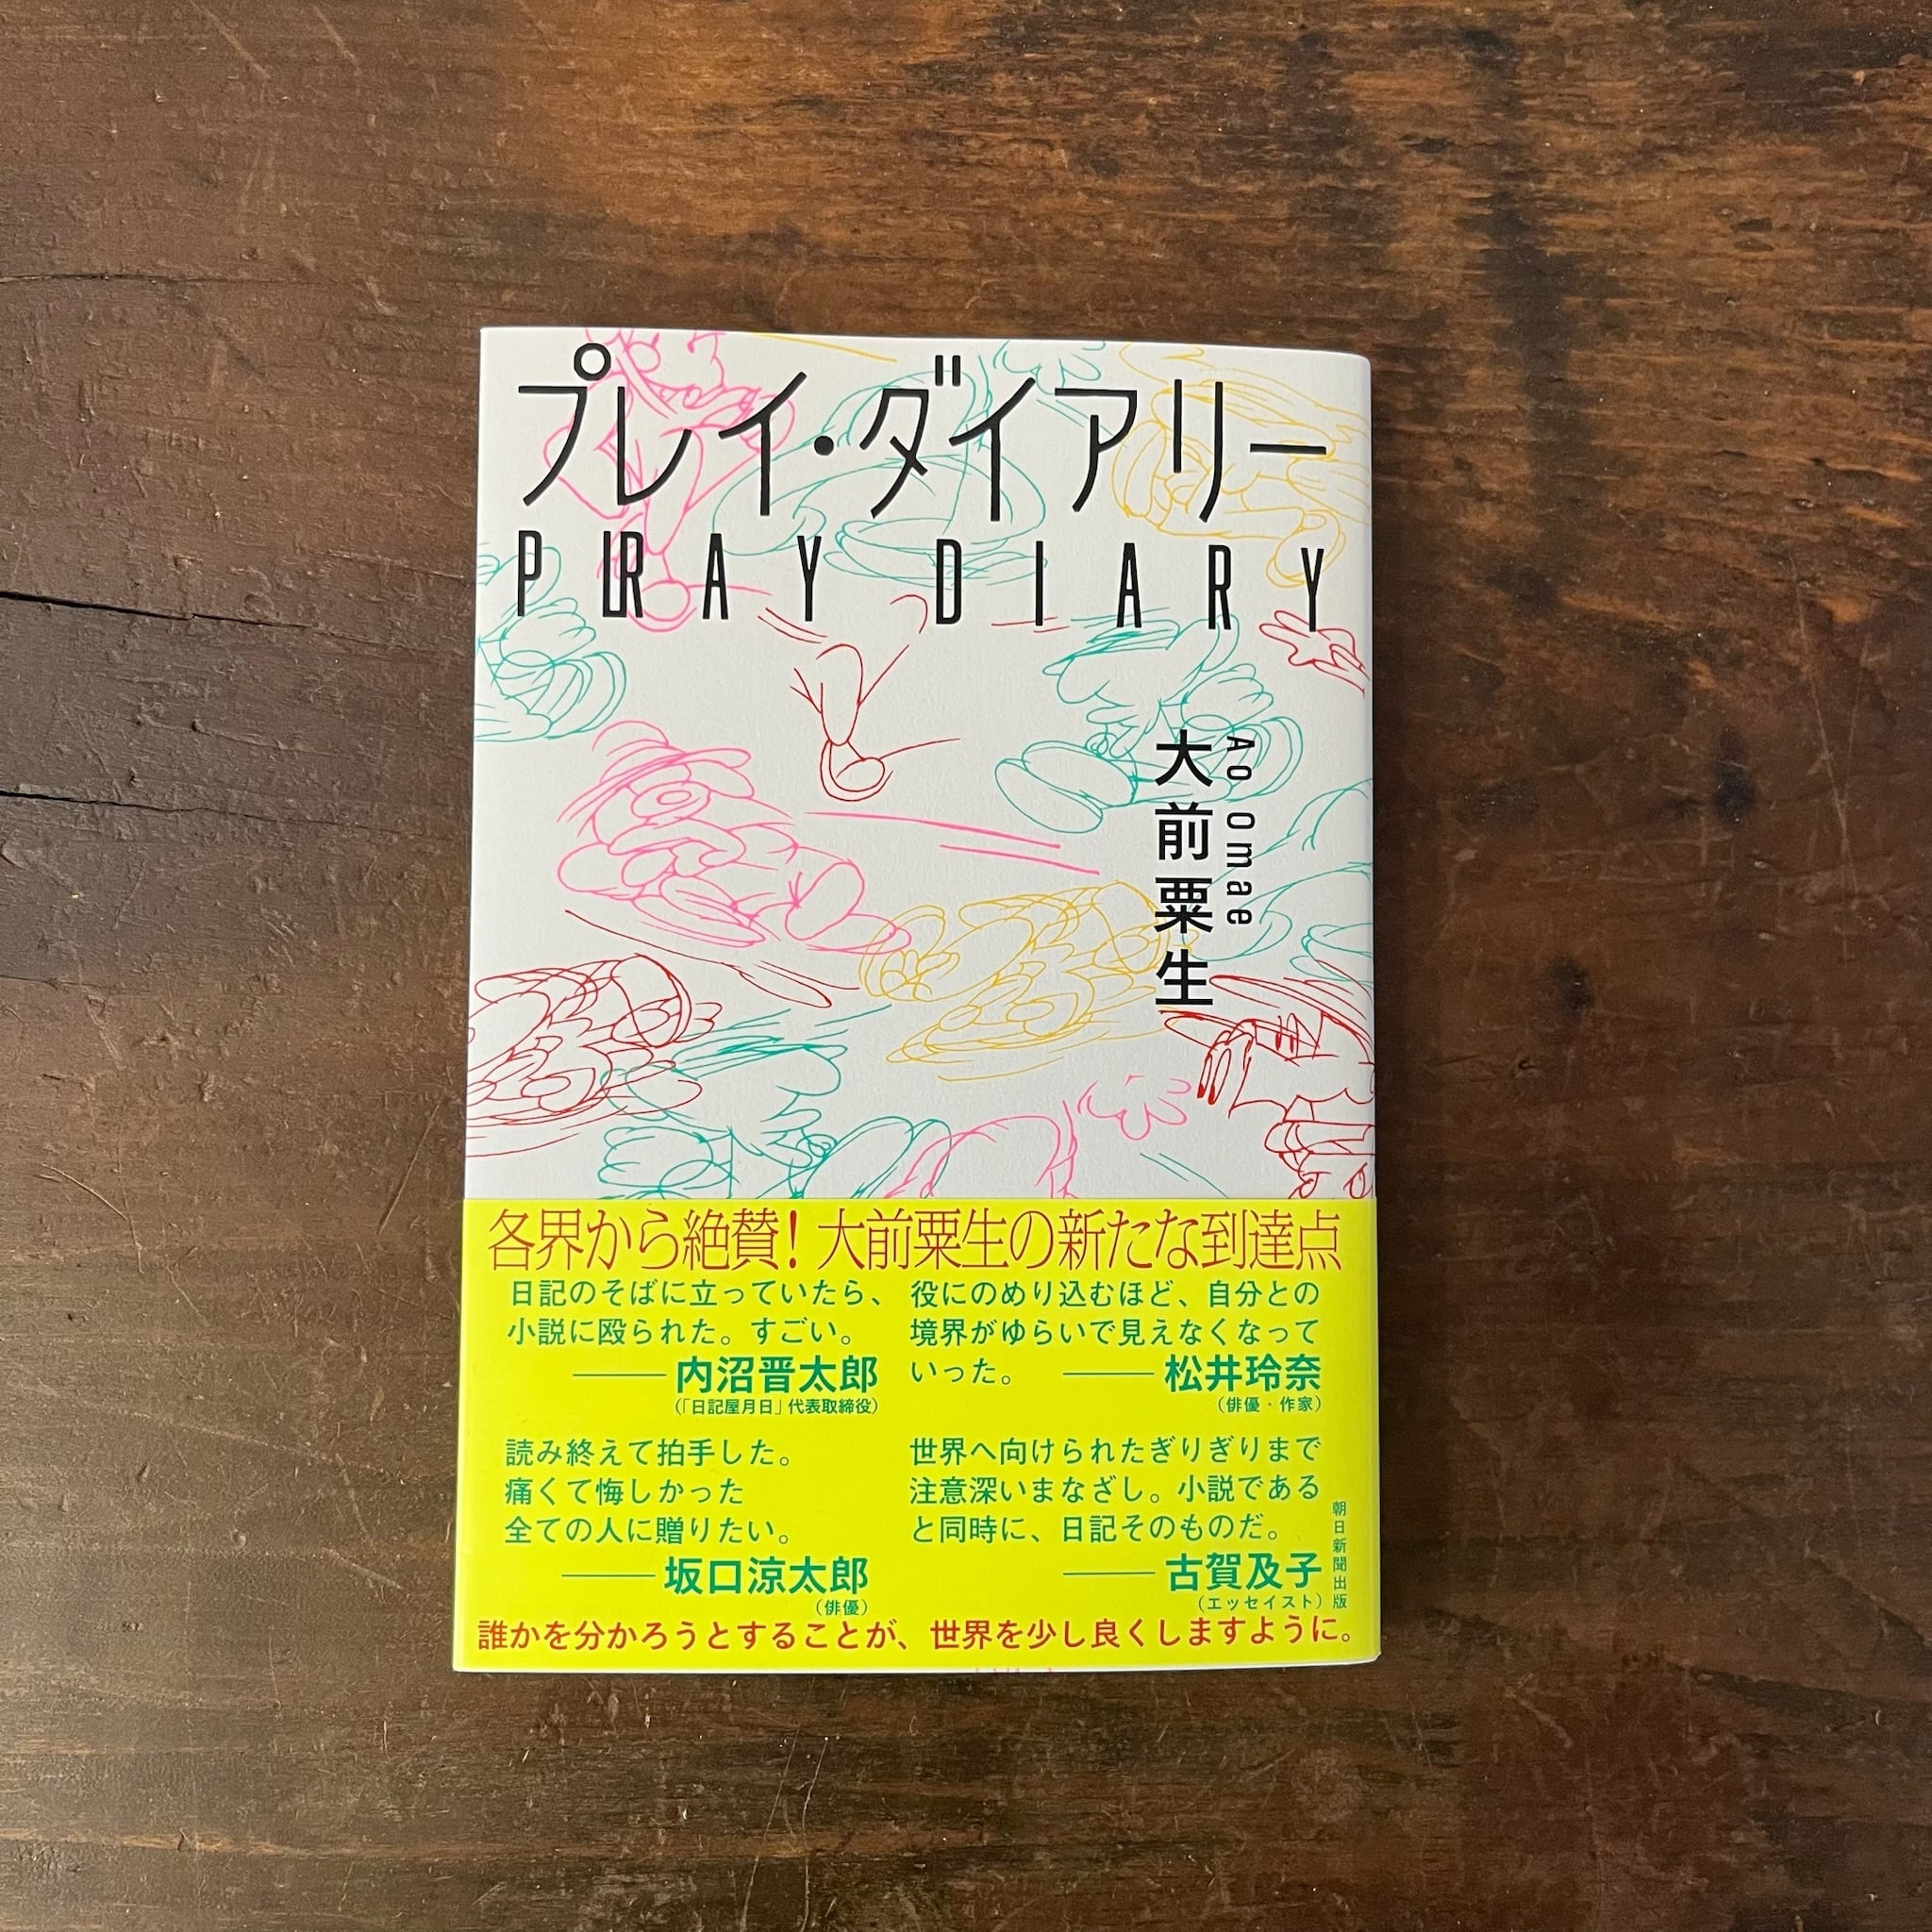 プレイ・ダイアリー
PLRAY DIARY
大前粟生
Ao Omae
各界から絶賛！大前粟生の新たな到達点
日記のそばに立っていたら、
小説に殴られた。すごい。
――内沼晋太郎
（「日記屋月日」代表取締役）
役にのめり込むほど、自分との
境界がゆらいで見えなくなって
いった。――松井玲奈
（俳優・作家）
読み終えて拍手した。
痛くて悔しかった
全ての人に贈りたい。
――坂口涼太郎
（俳優）
世界へ向けられたぎりぎりまで
注意深いまなざし。小説である
と同時に、日記そのものだ。
――古賀及子
（エッセイスト）
朝日新聞出版
誰かを分かろうとすることが、世界を少し良くしますように。